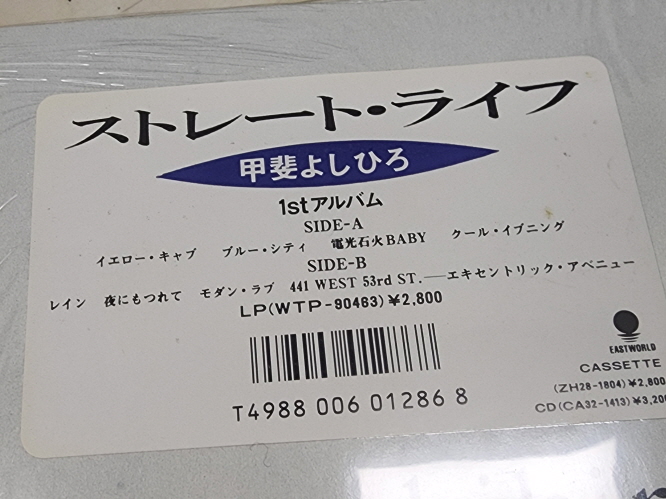 ストレート・ライフ
甲斐よしひろ
1stアルバム
SIDE-A
イエロー・キャブ ブルー・シティ 電光石火BABY クール・イブニング
SIDE-B
レイン 夜にもつれて モダン・ラブ 441 WEST 53rd ST.—エキセントリック・アベニュー
LP(WTP-90463)¥2,800
EASTWORLD
CASSETTE
(ZH28-1804)¥2,800
CD(CA32-1413)¥3,200
T4988 006 01286 8